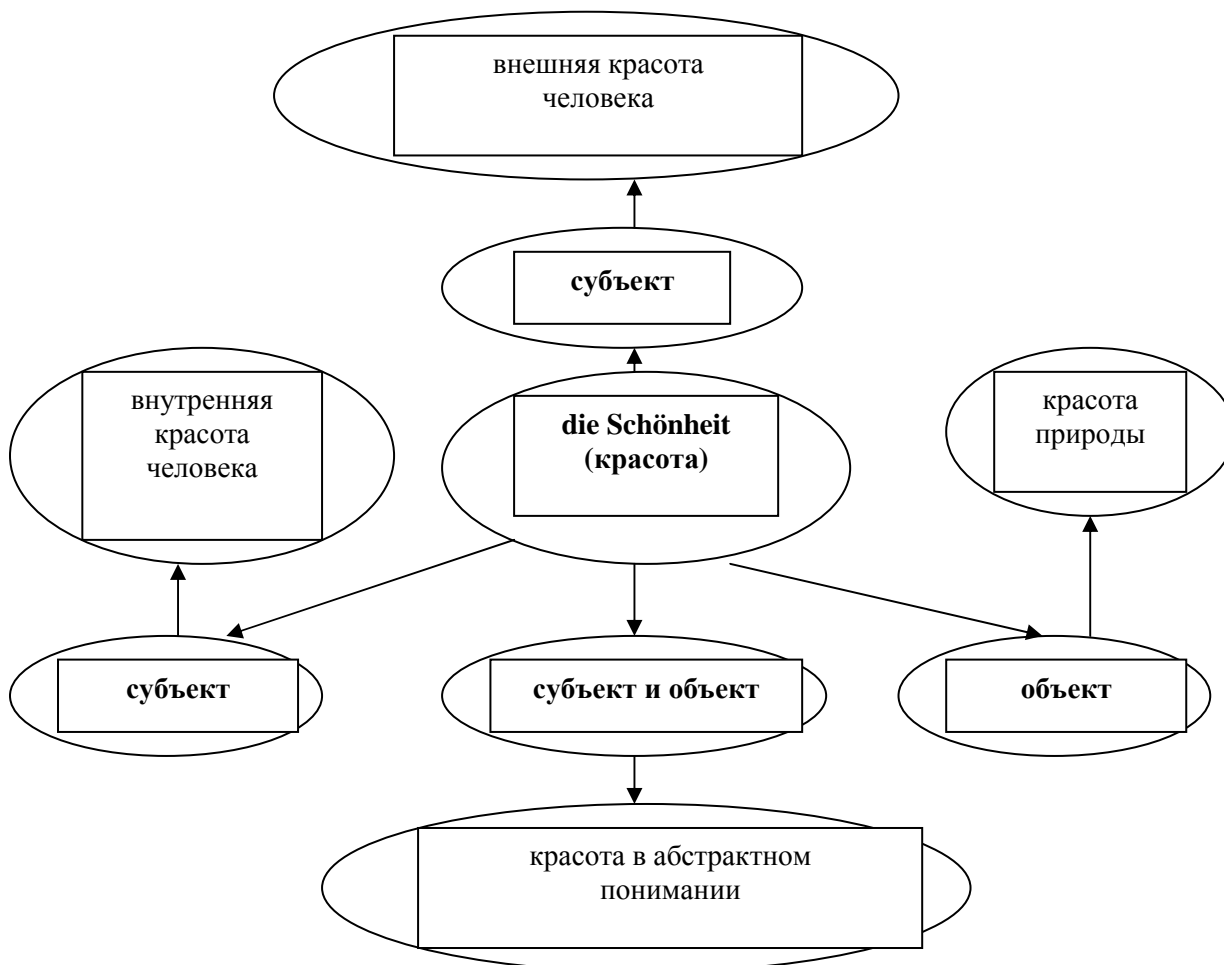 внешняя красота
человека
субъект
внутренняя
красота
человека
die Schönheit
(красота)
красота
природы
субъект
субъект и объект
объект
красота в абстрактном
понимании